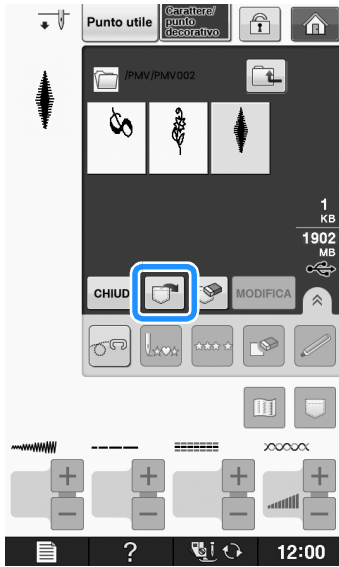 Punto utile
Carattere/
punto
decorativo
/PMV/PMV002
1
KB
1902
MB
CHIUD
MODIFICA
?
12:00